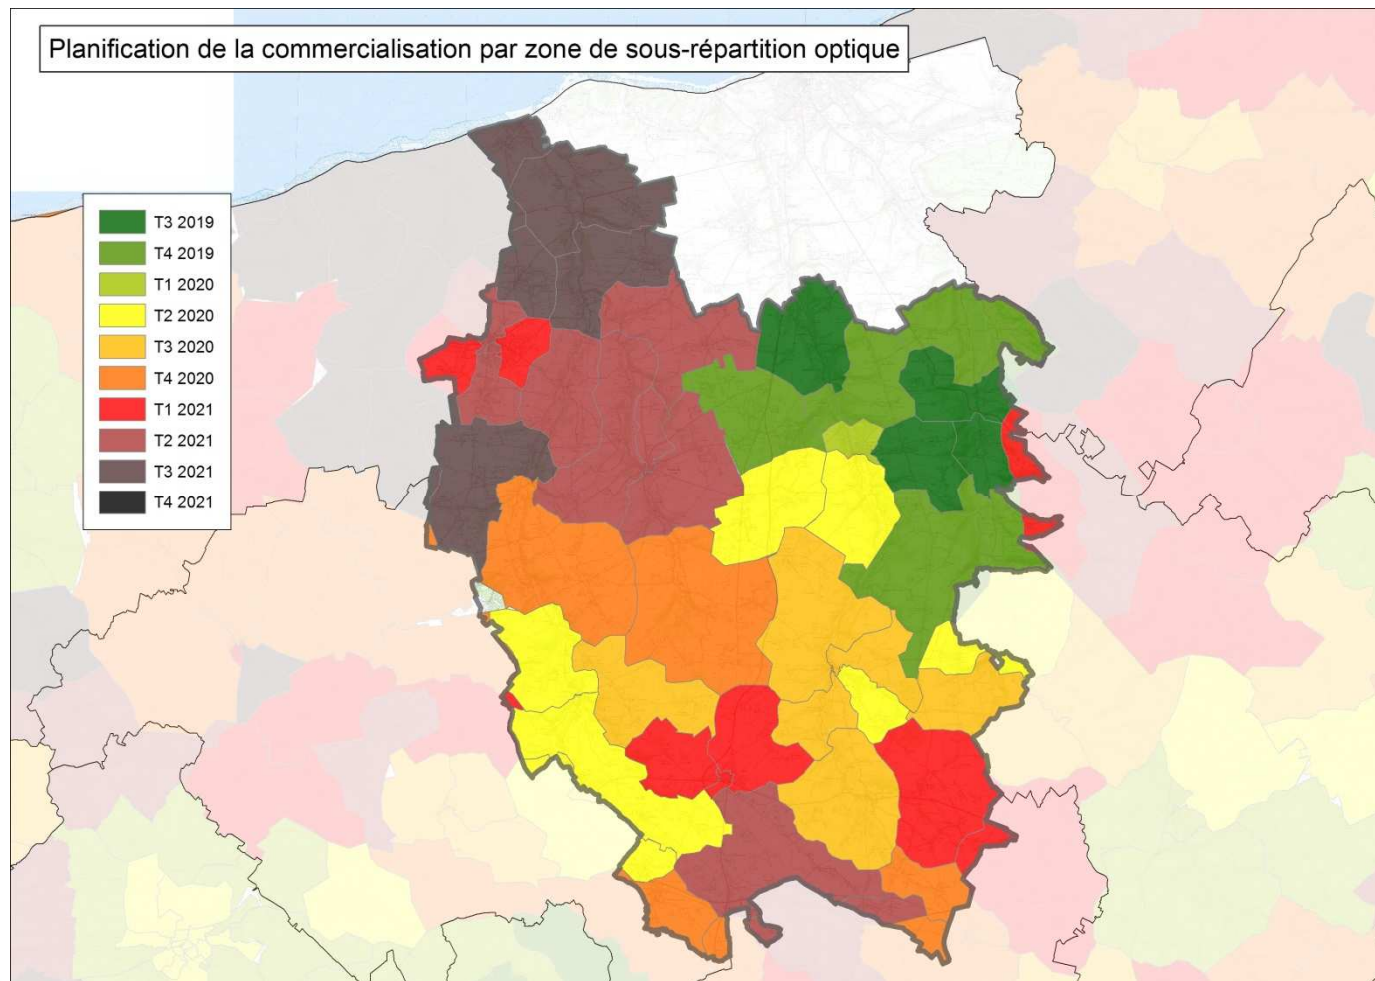 Planification de la commercialisation par zone de sous-répartition optique
T3 2019
T4 2019
T1 2020
T2 2020
T3 2020
T4 2020
T1 2021
T2 2021
T3 2021
T4 2021